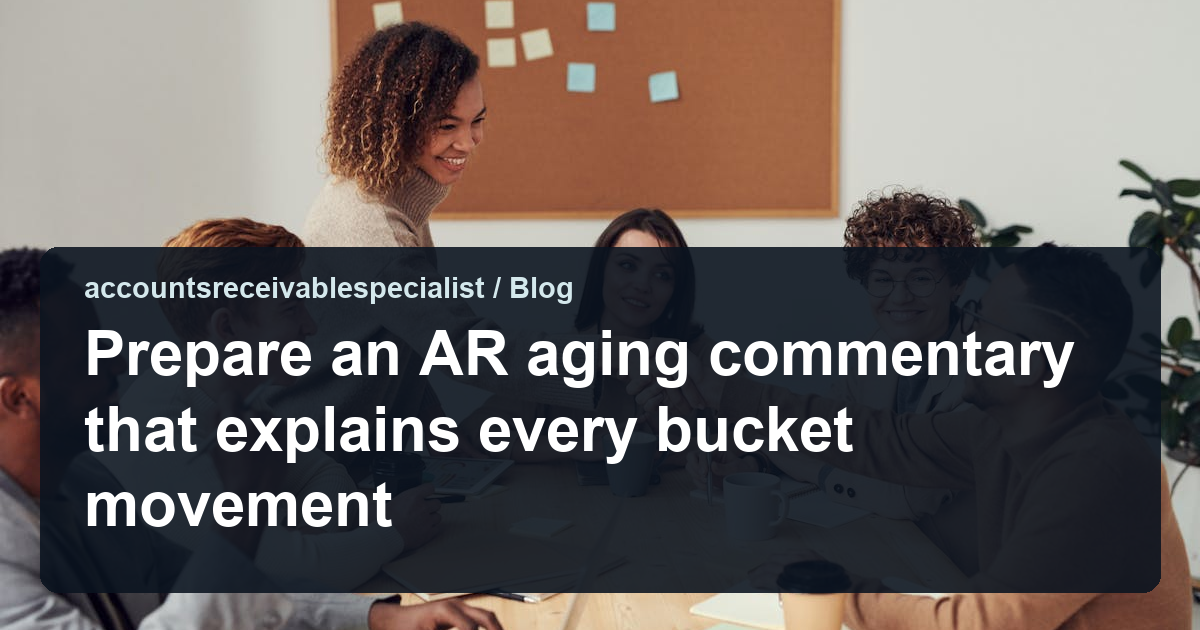 accountsreceivablespecialist / Blog
Prepare an AR aging commentary
that explains every bucket
movement